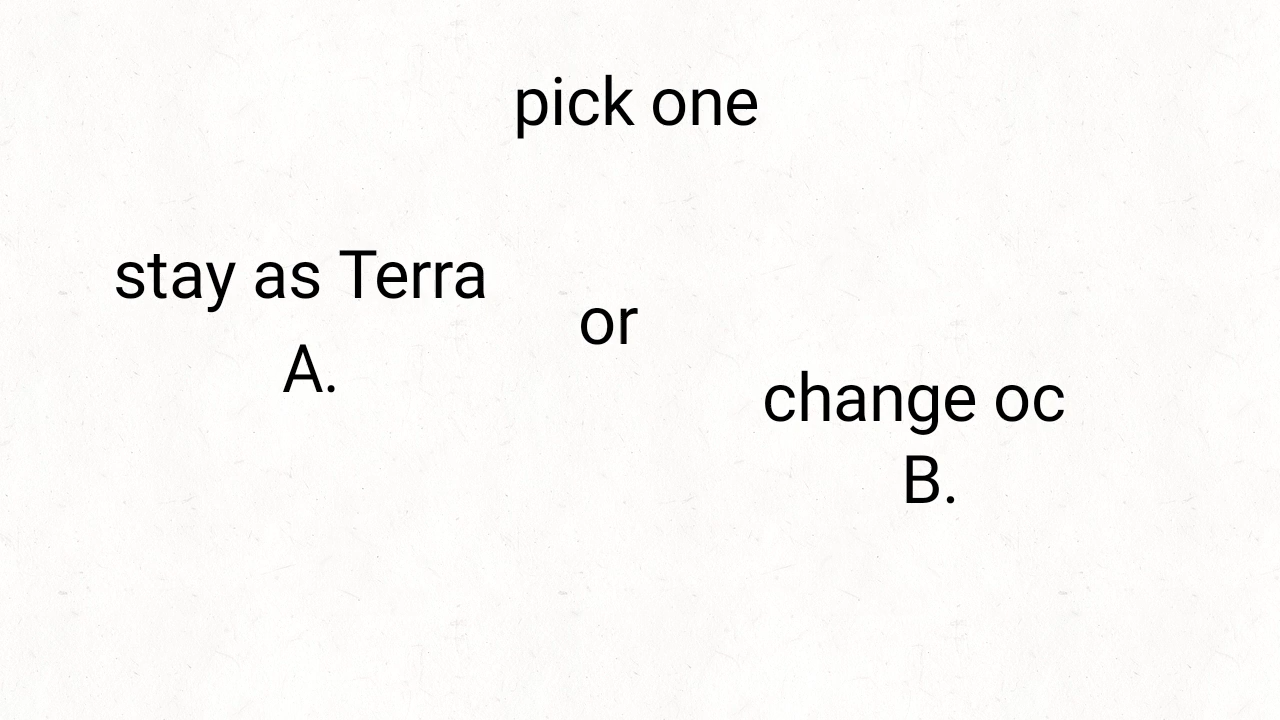 pick one
stay as Terra
A.
or
change oc
B.